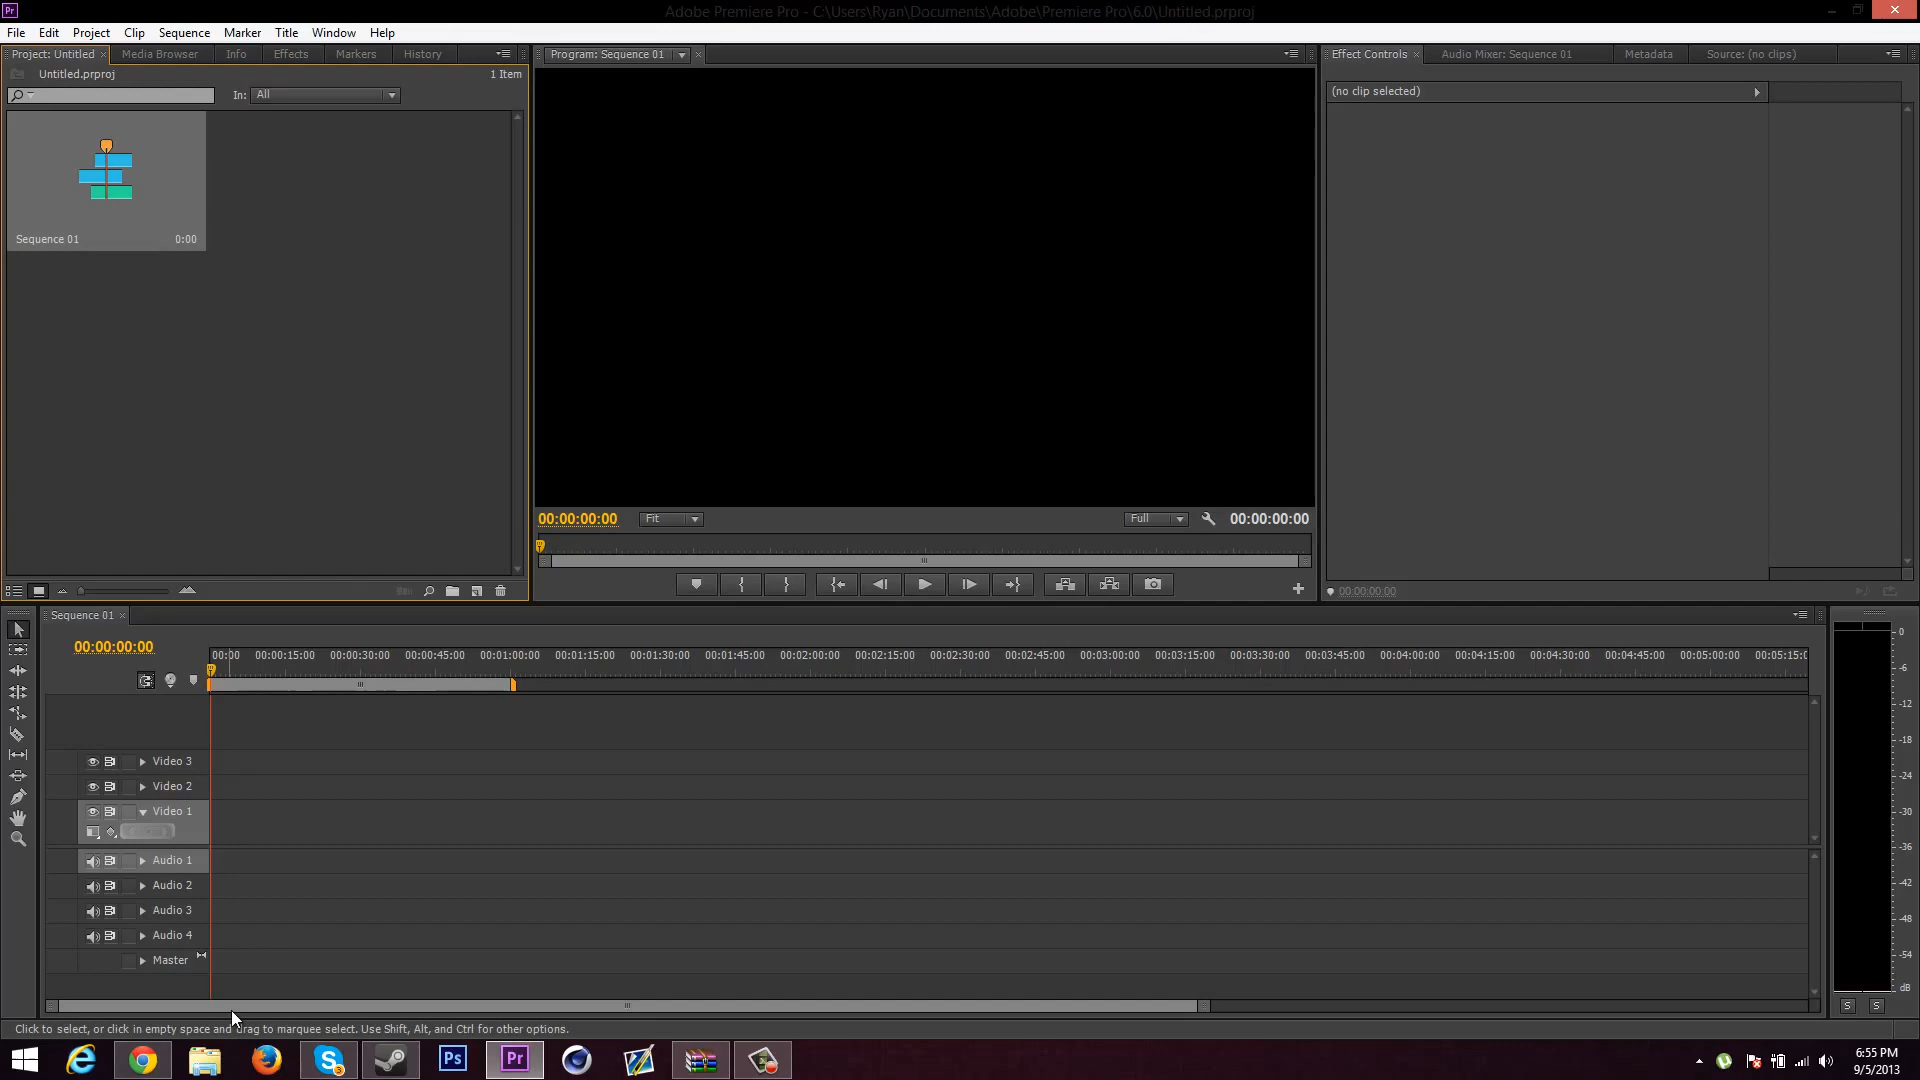 Pr
Adobe Premiere Pro - C:\Users\Ryan\Documents\Adobe\Premiere Pro\6.0\Untitled.prproj
File Edit Project Clip Sequence Marker Title Window Help
Project: Untitled Media Browser Info Effects Markers History
Program: Sequence 01
Effect Controls Audio Mixer: Sequence 01 Metadata Source: (no clips)
Untitled.prproj 1 Item
In: All
(no clip selected)
Sequence 01 0:00
00:00:00:00 Fit Full 00:00:00:00
00:00:00:00
Sequence 01
00:00:00:00
00:00 00:00:15:00 00:00:30:00 00:00:45:00 00:01:00:00 00:01:15:00 00:01:30:00 00:01:45:00 00:02:00:00 00:02:15:00 00:02:30:00 00:02:45:00 00:03:00:00 00:03:15:00 00:03:30:00 00:03:45:00 00:04:00:00 00:04:15:00 00:04:30:00 00:04:45:00 00:05:00:00 00:05:15:0
Video 3
Video 2
Video 1
Audio 1
Audio 2
Audio 3
Audio 4
Master
0
-6
-12
-18
-24
-30
-36
-42
-48
-54
dB
S S
Click to select, or click in empty space and drag to marquee select. Use Shift, Alt, and Ctrl for other options.
3
Ps
Pr
6:55 PM
9/5/2013